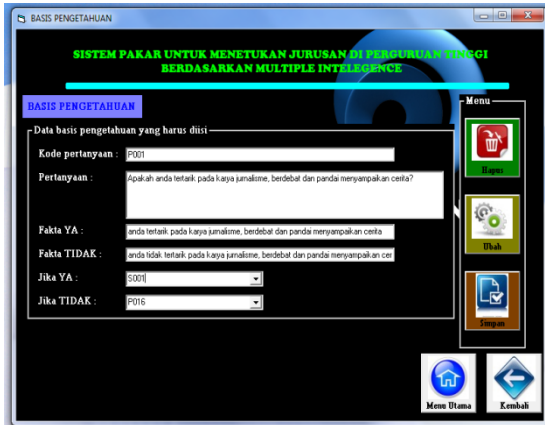 BASIS PENGETAHUAN
SISTEM PAKAR UNTUK MENETUKAN JURUSAN DI PERGURUAN TINGGI
BERDASARKAN MULTIPLE INTELEGENCE
BASIS PENGETAHUAN
Data basis pengetahuan yang harus diisi
Kode pertanyaan : P001
Pertanyaan : Apakah anda tertarik pada karya jurnalisme, berdebat dan pandai menyampaikan cerita?
Fakta YA : anda tertarik pada karya jurnalisme, berdebat dan pandai menyampaikan cerita
Fakta TIDAK : anda tidak tertarik pada karya jurnalisme, berdebat dan pandai menyampaikan cer
Jika YA : S001
Jika TIDAK : P016
Menu
Hapus
Ubah
Simpan
Menu Utama
Kembali